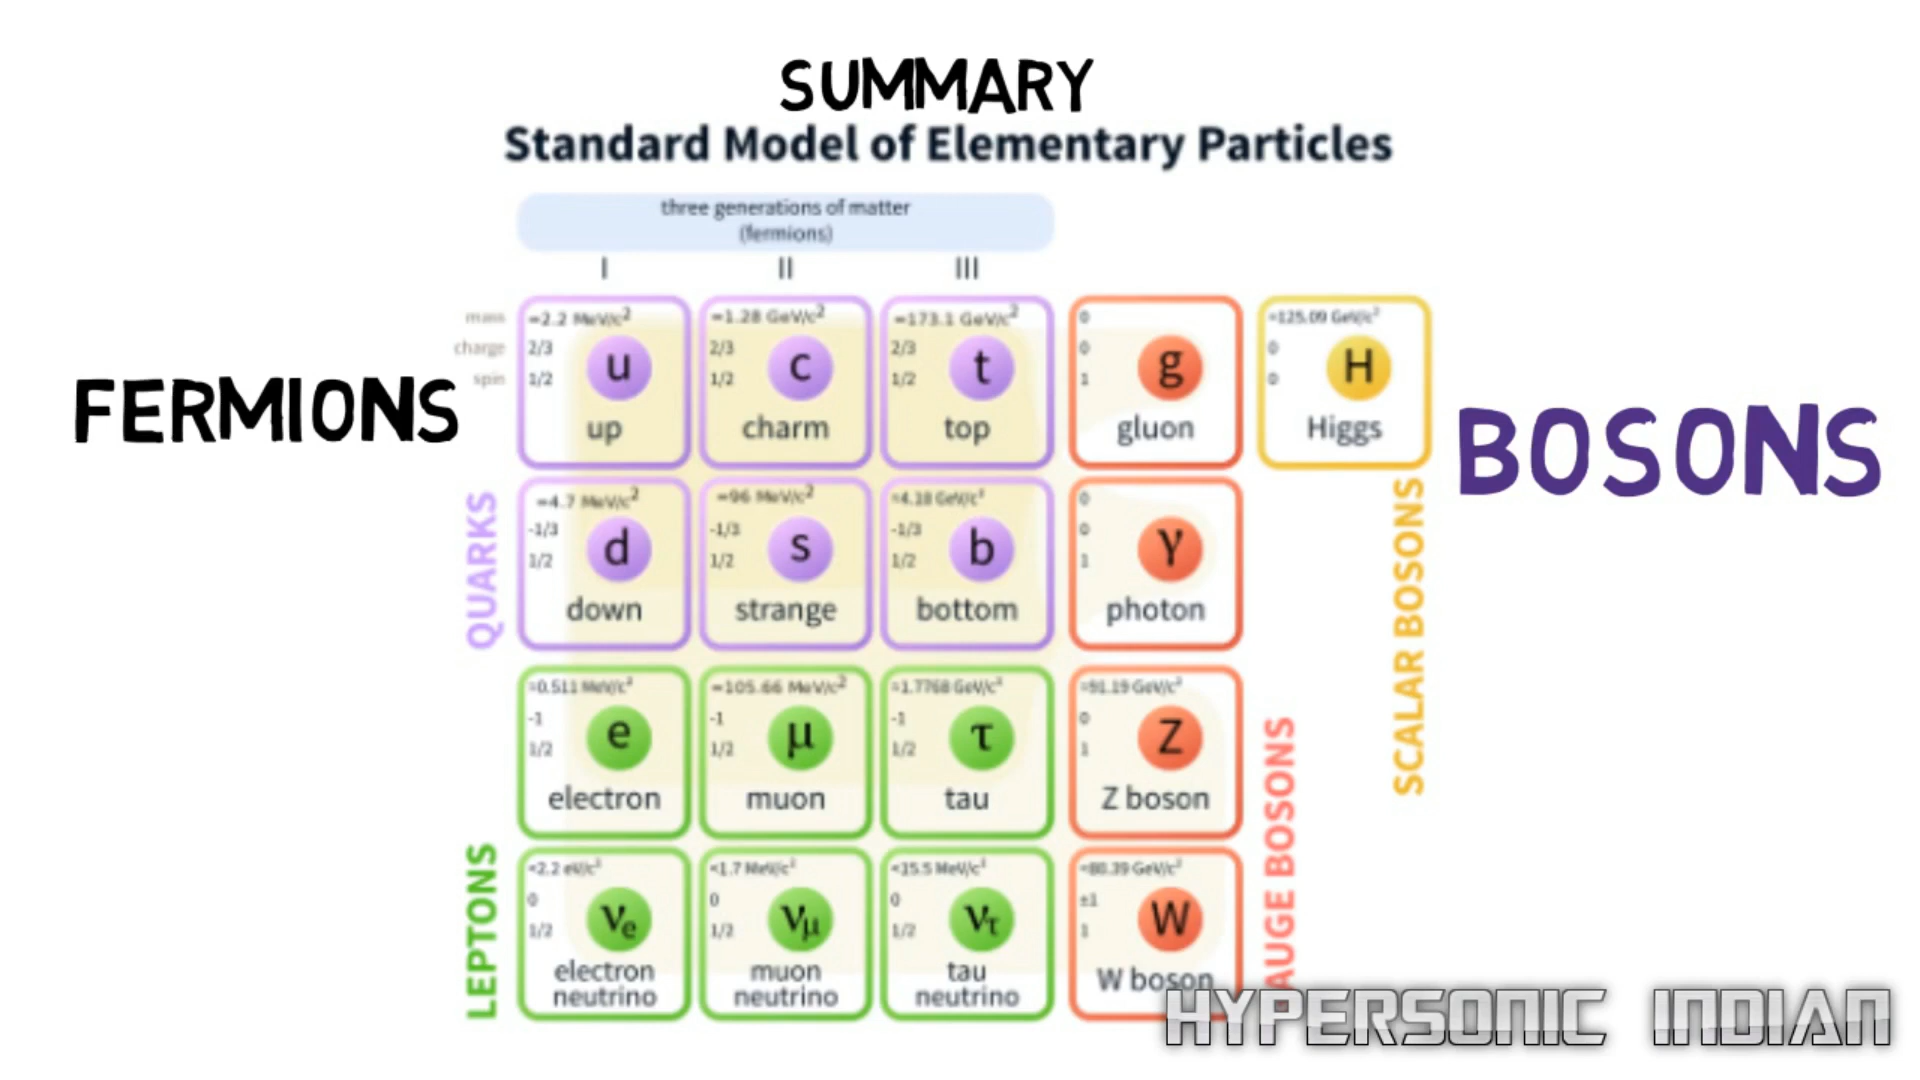 SUMMARY
Standard Model of Elementary Particles
three generations of matter
(fermions)
I II III
mass
charge
spin
FERMIONS
BOSONS
QUARKS
LEPTONS
GAUGE BOSONS
SCALAR BOSONS
≈2.2 MeV/c²
2/3
1/2
u
up
≈1.28 GeV/c²
2/3
1/2
c
charm
≈173.1 GeV/c²
2/3
1/2
t
top
0
0
1
g
gluon
≈125.09 GeV/c²
0
0
H
Higgs
≈4.7 MeV/c²
-1/3
1/2
d
down
≈96 MeV/c²
-1/3
1/2
s
strange
≈4.18 GeV/c²
-1/3
1/2
b
bottom
0
0
1
γ
photon
≈0.511 MeV/c²
-1
1/2
e
electron
≈105.66 MeV/c²
-1
1/2
μ
muon
≈1.7768 GeV/c²
-1
1/2
τ
tau
≈91.19 GeV/c²
0
1
Z
Z boson
<2.2 eV/c²
0
1/2
νe
electron
neutrino
<1.7 MeV/c²
0
1/2
νμ
muon
neutrino
<15.5 MeV/c²
0
1/2
ντ
tau
neutrino
≈80.39 GeV/c²
±1
1
W
W boson
HYPERSONIC INDIAN